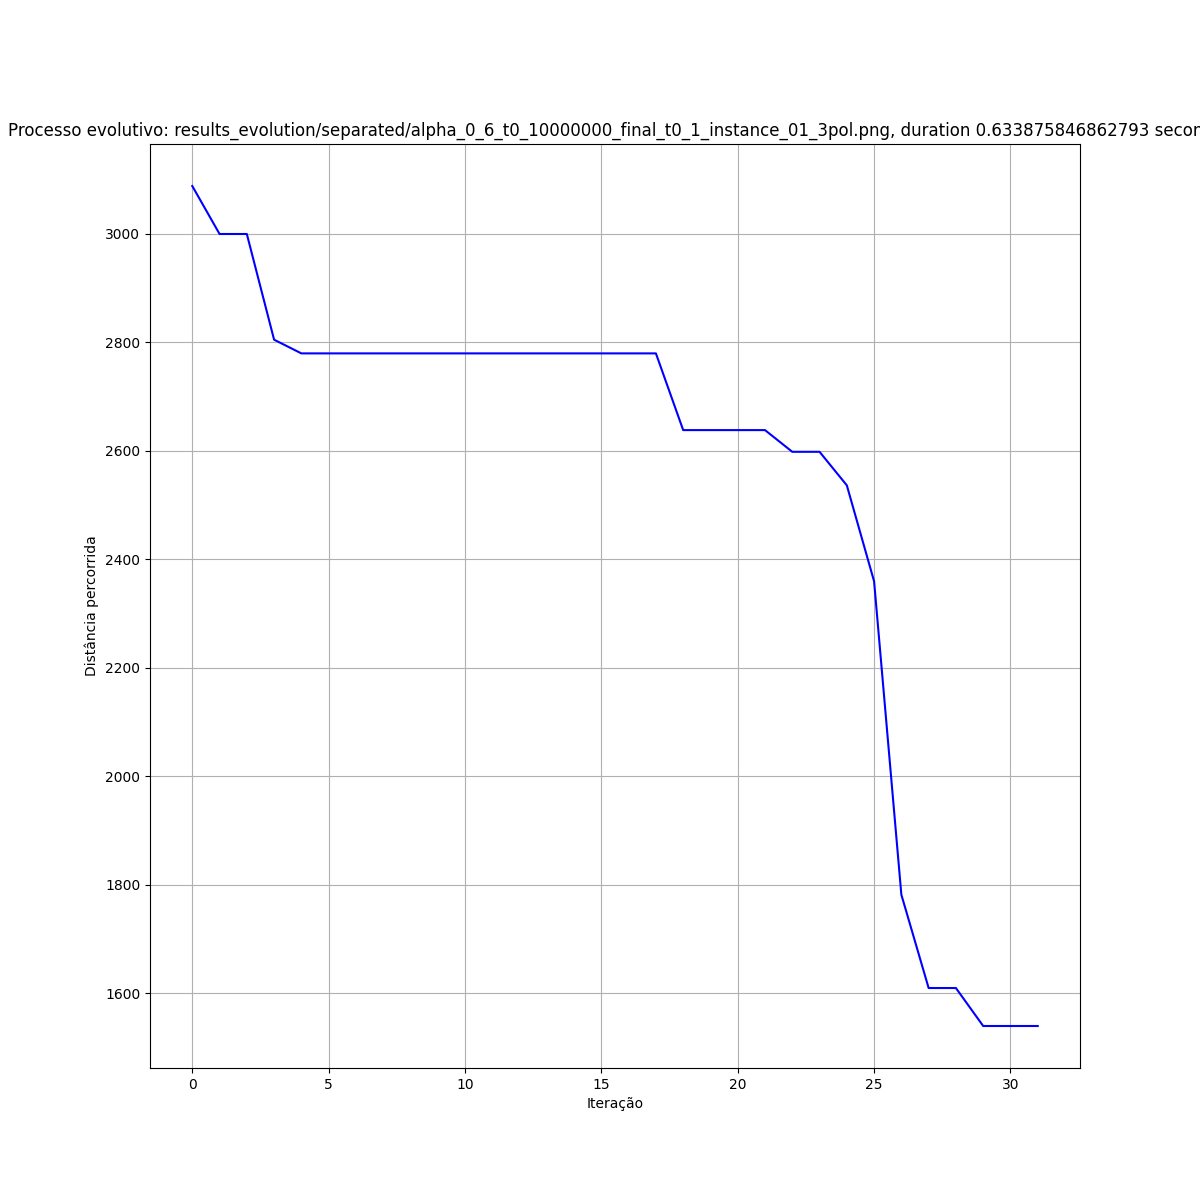 Processo evolutivo: results_evolution/separated/alpha_0_6_t0_10000000_final_t0_1_instance_01_3pol.png, duration 0.633875846862793
3000
2800
2600
2400
2200
2000
1800
1600
Distância percorrida
0 5 10 15 20 25 30
Iteração